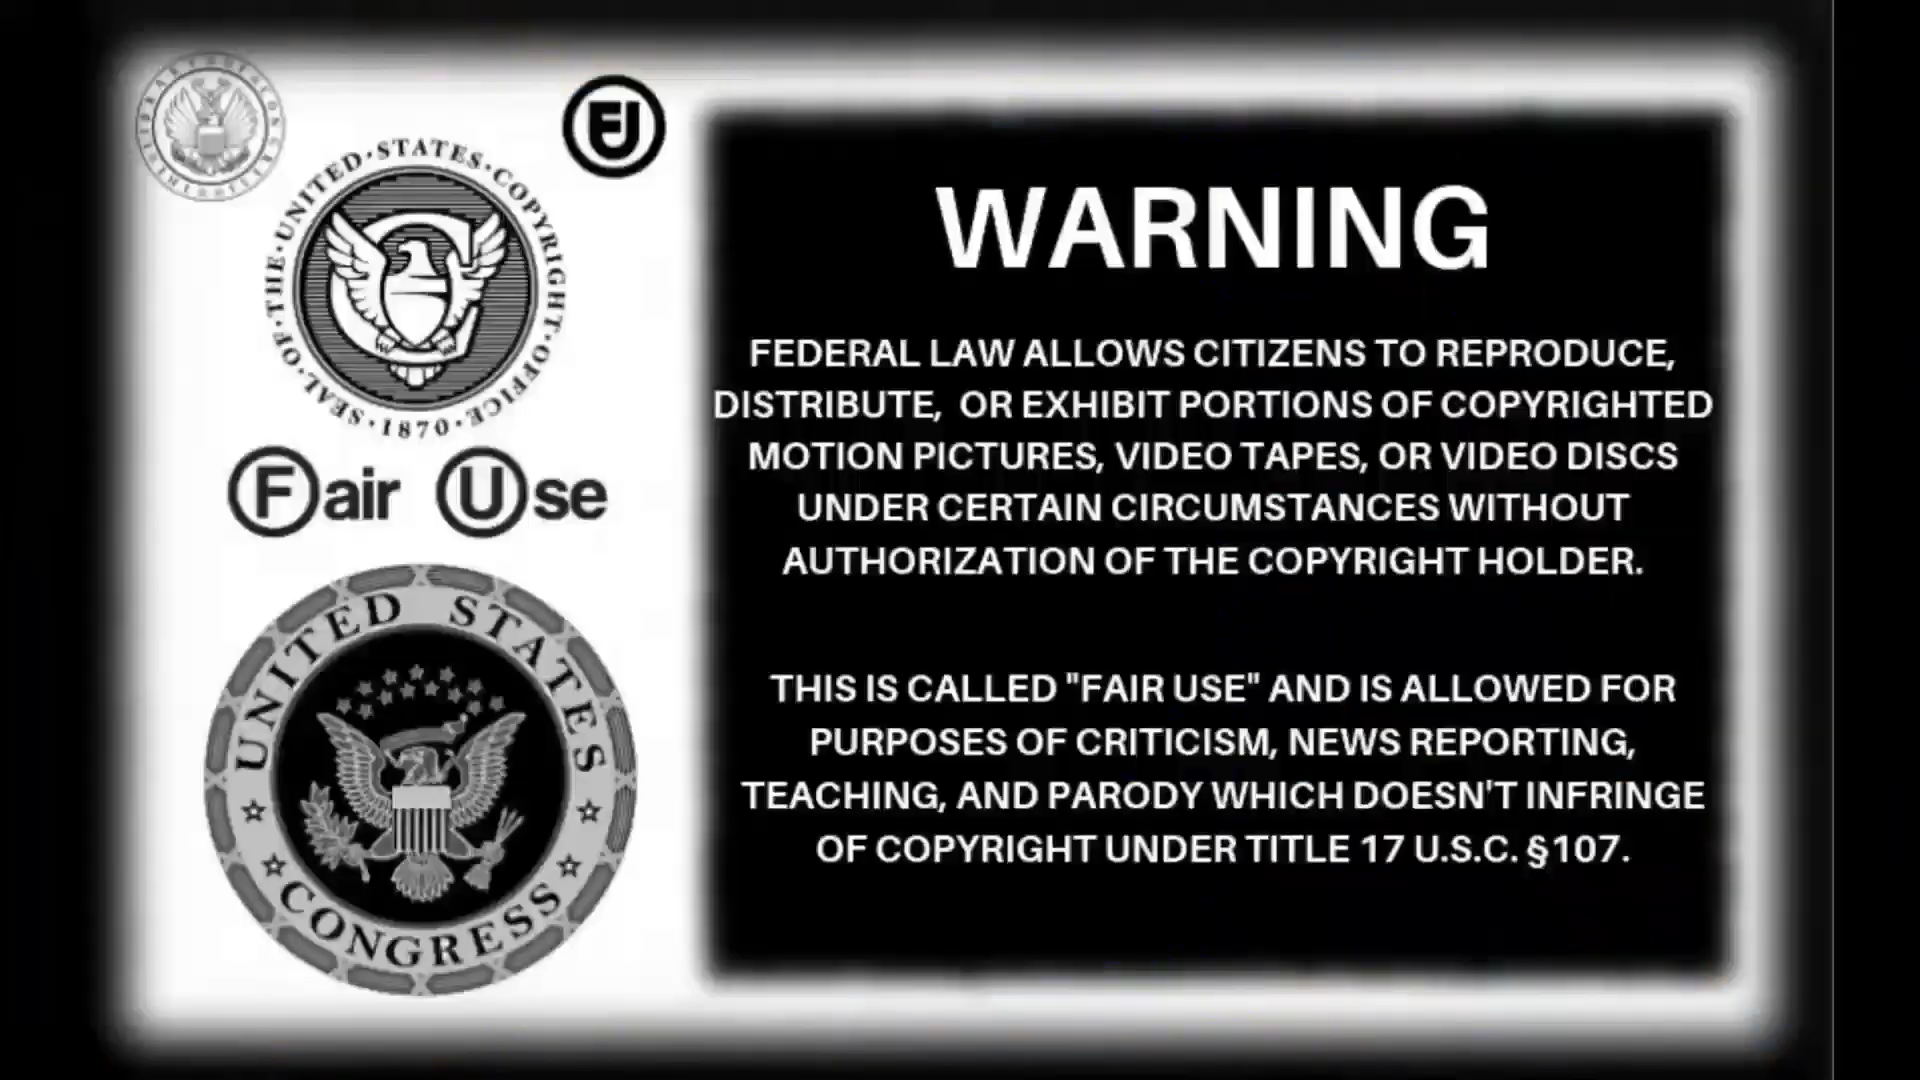 SEAL·OF·THE·UNITED·STATES·COPYRIGHT·OFFICE·1870·
FU
Fair Use
UNITED STATES
CONGRESS
WARNING
FEDERAL LAW ALLOWS CITIZENS TO REPRODUCE,
DISTRIBUTE, OR EXHIBIT PORTIONS OF COPYRIGHTED
MOTION PICTURES, VIDEO TAPES, OR VIDEO DISCS
UNDER CERTAIN CIRCUMSTANCES WITHOUT
AUTHORIZATION OF THE COPYRIGHT HOLDER.
THIS IS CALLED "FAIR USE" AND IS ALLOWED FOR
PURPOSES OF CRITICISM, NEWS REPORTING,
TEACHING, AND PARODY WHICH DOESN'T INFRINGE
OF COPYRIGHT UNDER TITLE 17 U.S.C. §107.